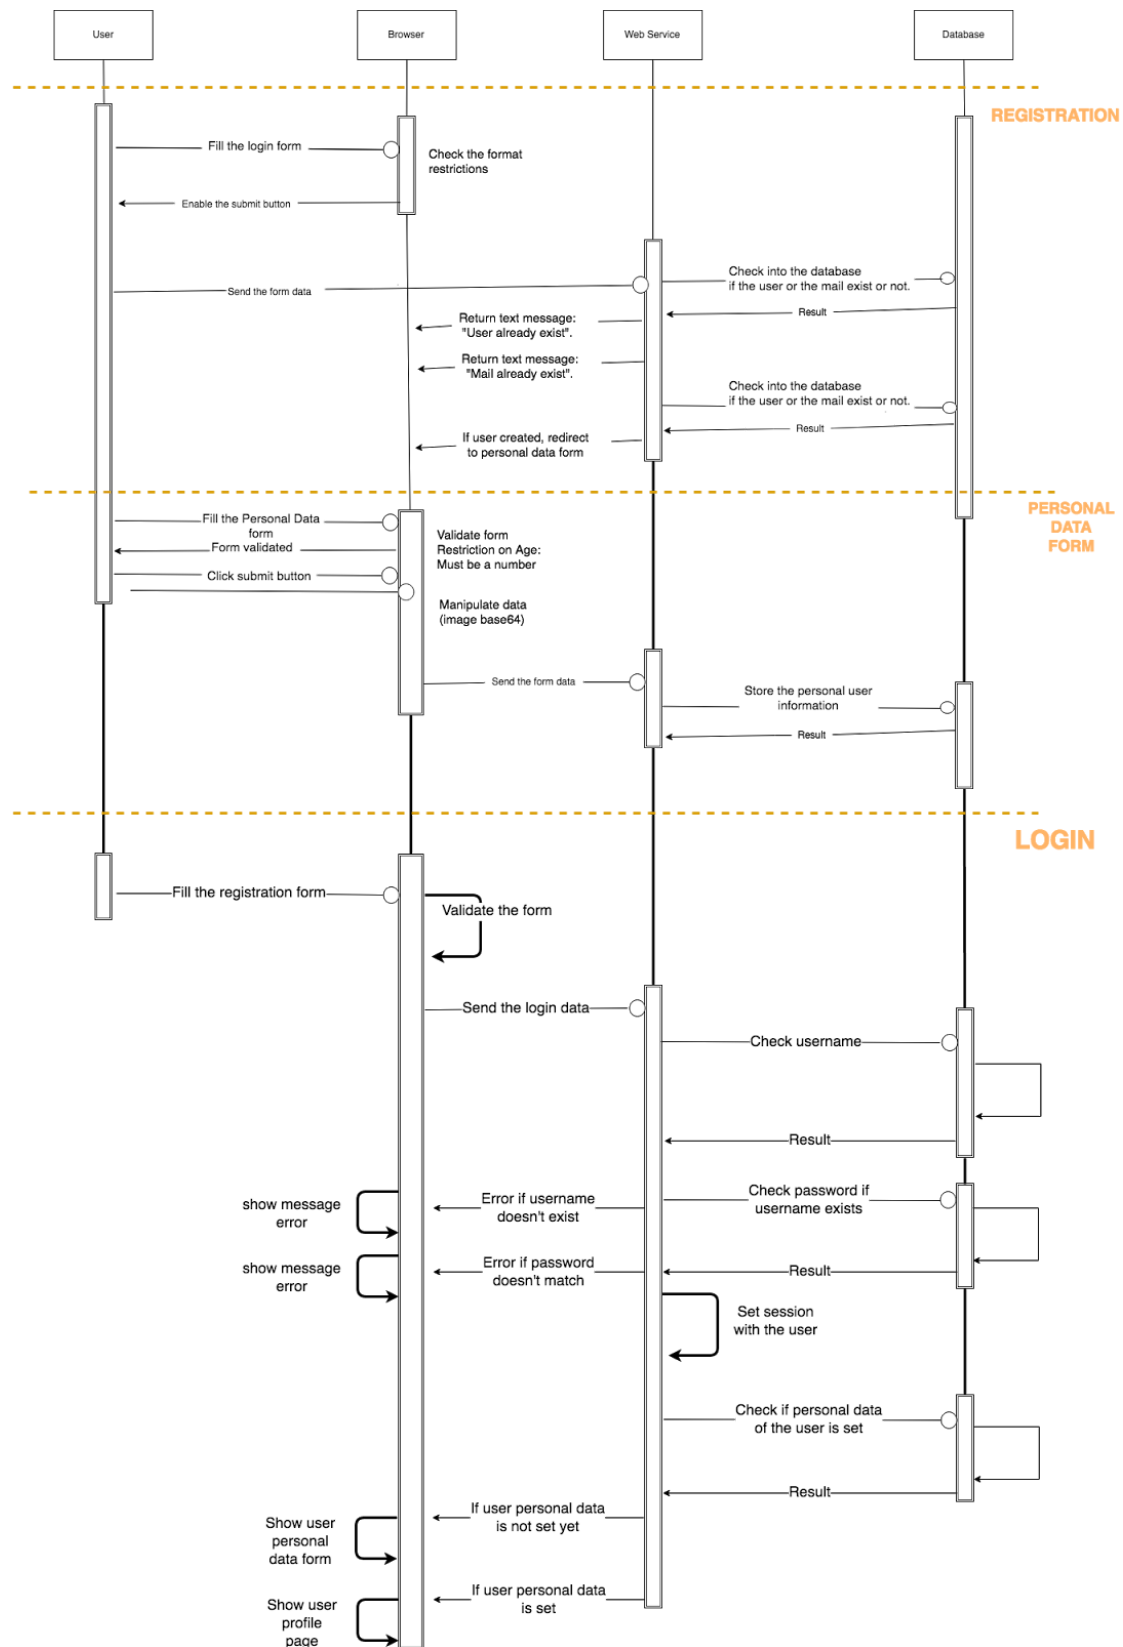 User
Browser
Web Service
Database
REGISTRATION
Fill the login form
Check the format
restrictions
Enable the submit button
Check into the database
if the user or the mail exist or not.
Send the form data
Result
Return text message:
"User already exist".
Return text message:
"Mail already exist".
Check into the database
if the user or the mail exist or not.
Result
If user created, redirect
to personal data form
PERSONAL
DATA
FORM
Fill the Personal Data
form
Form validated
Validate form
Restriction on Age:
Must be a number
Click submit button
Manipulate data
(image base64)
Send the form data
Store the personal user
information
Result
LOGIN
Fill the registration form
Validate the form
Send the login data
Check username
Result
show message
error
Error if username
doesn't exist
Check password if
username exists
show message
error
Error if password
doesn't match
Result
Set session
with the user
Check if personal data
of the user is set
Result
If user personal data
is not set yet
Show user
personal
data form
If user personal data
is set
Show user
profile
page